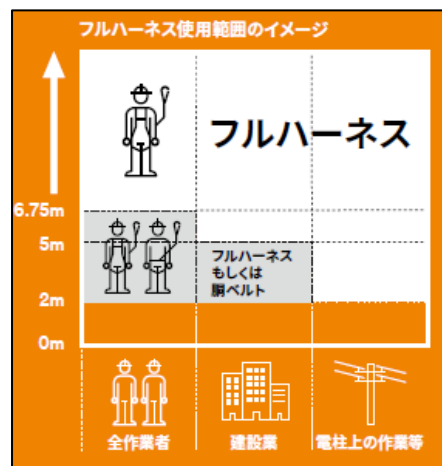 フルハーネス使用範囲のイメージ
フルハーネス
6.75m
5m
フルハーネス
もしくは
胴ベルト
2m
0m
全作業者
建設業
電柱上の作業等